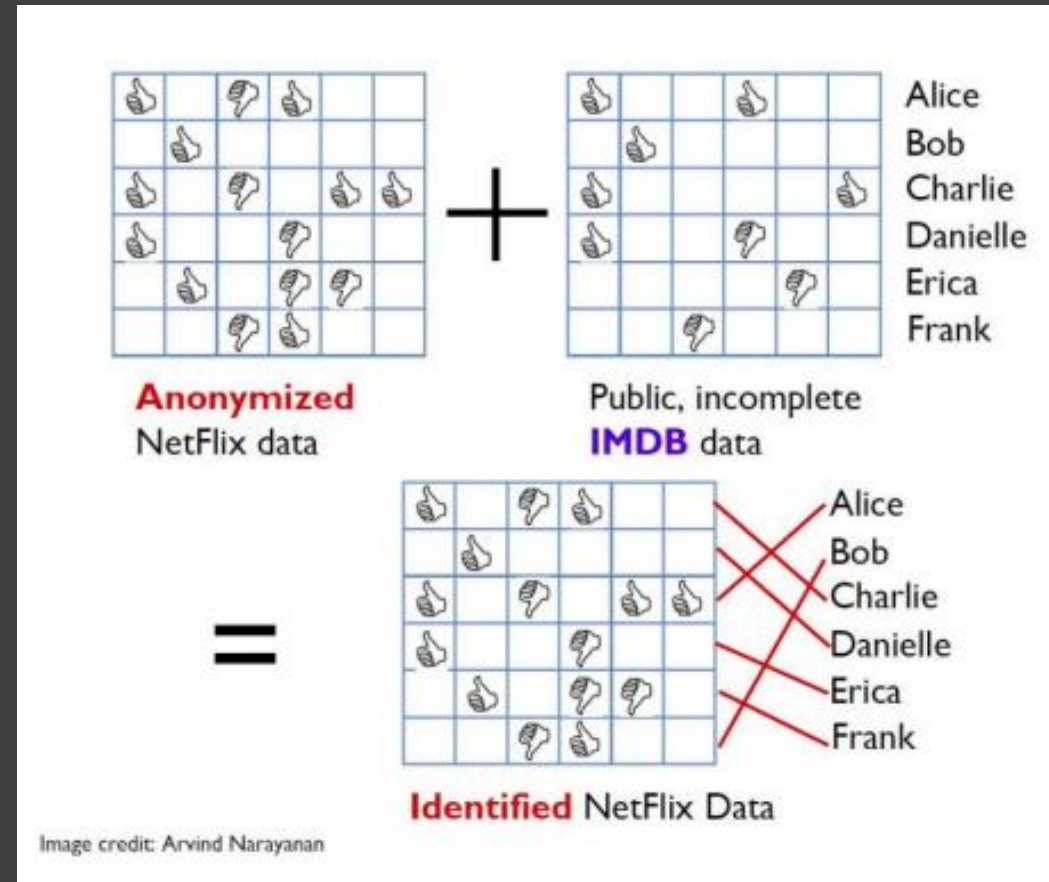 Alice
Bob
Charlie
Danielle
Erica
Frank
Anonymized
NetFlix data
Public, incomplete
IMDB data
Alice
Bob
Charlie
Danielle
Erica
Frank
Identified NetFlix Data
Image credit: Arvind Narayanan